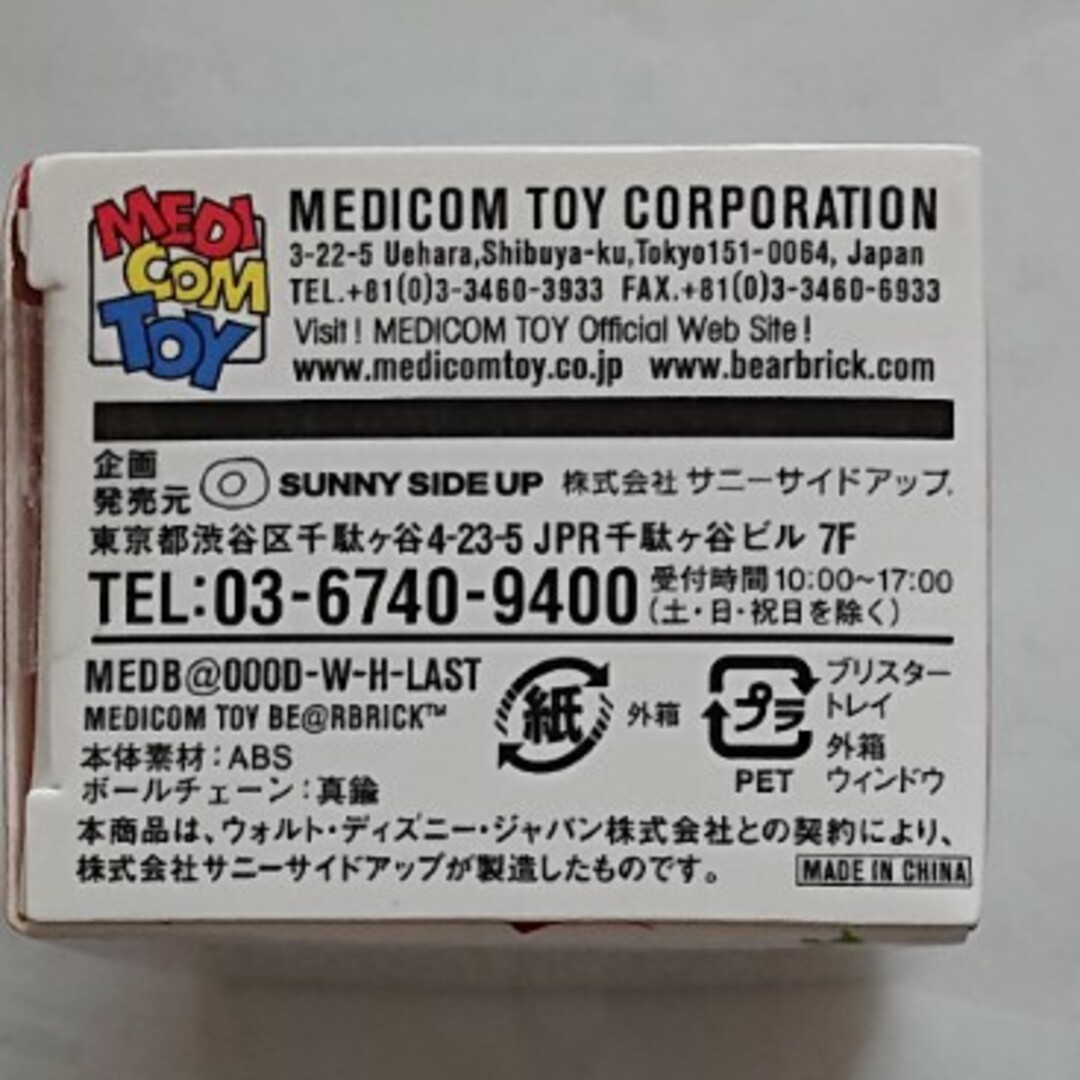 MEDI
COM
TOY
MEDICOM TOY CORPORATION
3-22-5 Uehara,Shibuya-ku,Tokyo151-0064, Japan
TEL.+81(0)3-3460-3933 FAX.+81(0)3-3460-6933
Visit! MEDICOM TOY Official Web Site!
www.medicomtoy.co.jp www.bearbrick.com
企画
発売元 SUNNY SIDE UP 株式会社 サニーサイドアップ.
東京都渋谷区千駄ヶ谷4-23-5 JPR千駄ヶ谷ビル 7F
TEL:03-6740-9400 受付時間10:00~17:00
(土・日・祝日を除く)
MEDB@000D-W-H-LAST
MEDICOM TOY BE@RBRICK™
本体素材:ABS
ボールチェーン:真鍮
紙 外箱
プラ
PET
ブリスター
トレイ
外箱
ウィンドウ
本商品は、ウォルト・ディズニー・ジャパン株式会社との契約により、
株式会社サニーサイドアップが製造したものです。
MADE IN CHINA